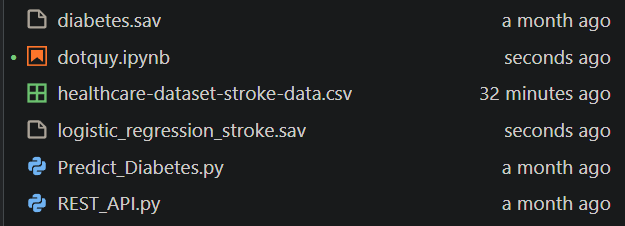 diabetes.sav a month ago
dotquy.ipynb seconds ago
healthcare-dataset-stroke-data.csv 32 minutes ago
logistic_regression_stroke.sav seconds ago
Predict_Diabetes.py a month ago
REST_API.py a month ago